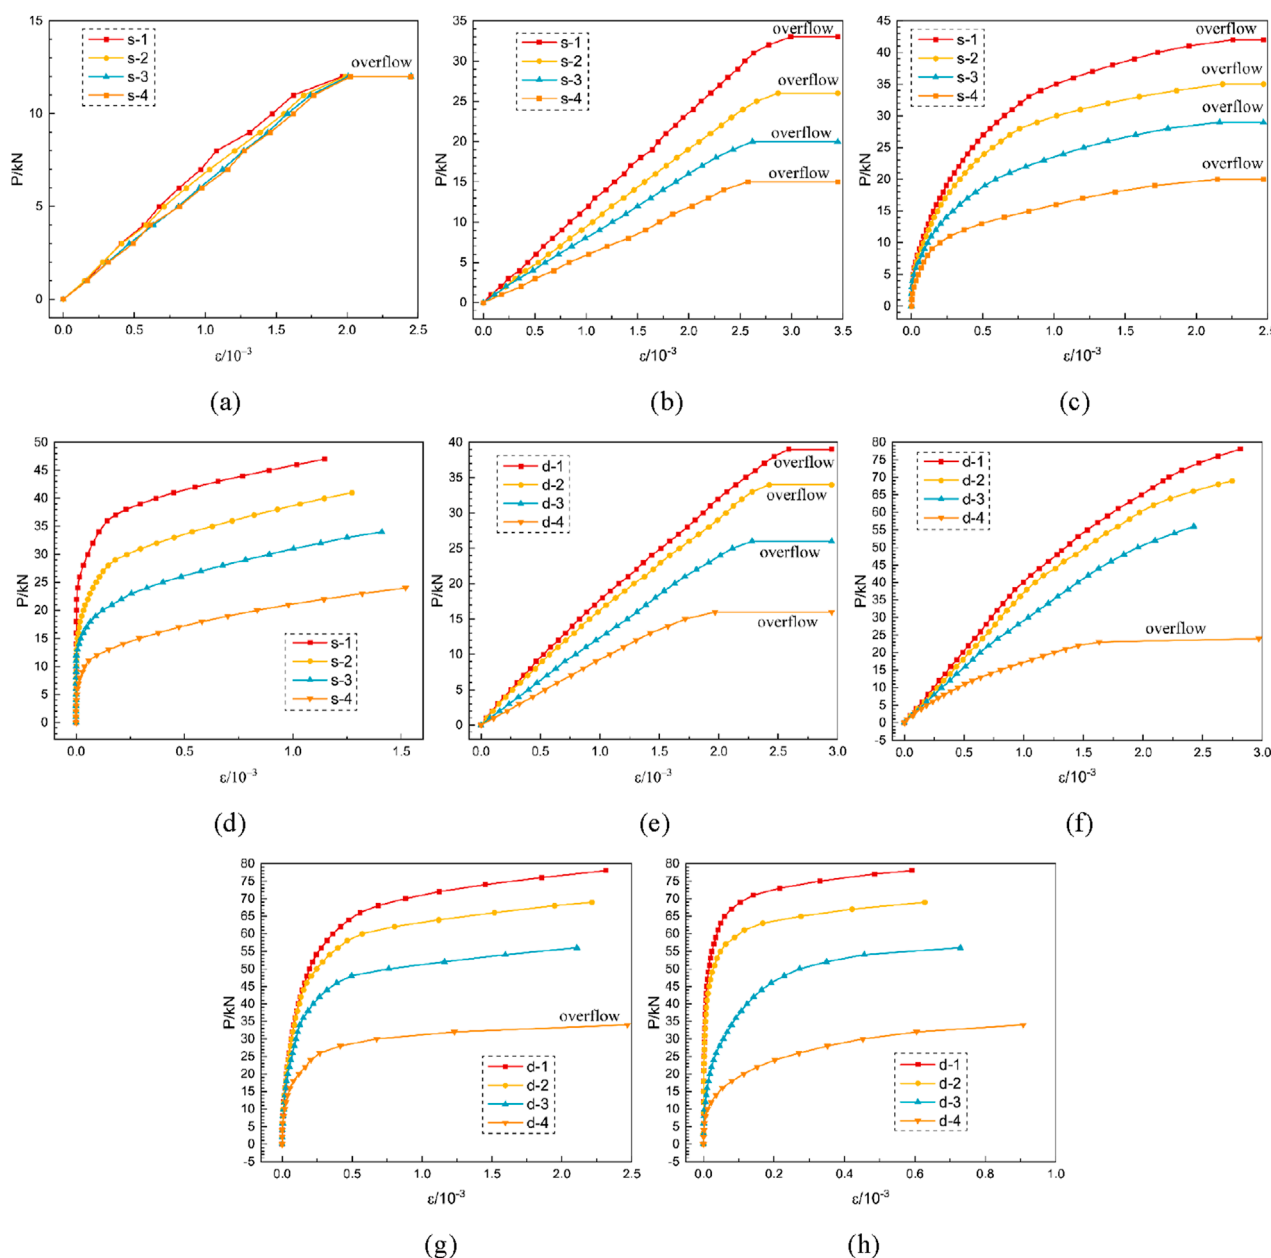 15
10
5
0
P/kN
s-1
s-2
s-3
s-4
overflow
0.0 0.5 1.0 1.5 2.0 2.5
ε/10⁻³
(a)
35
30
25
20
15
10
5
0
P/kN
s-1
s-2
s-3
s-4
overflow
overflow
overflow
overflow
0.0 0.5 1.0 1.5 2.0 2.5 3.0 3.5
ε/10⁻³
(b)
45
40
35
30
25
20
15
10
5
0
P/kN
s-1
s-2
s-3
s-4
overflow
overflow
overflow
overflow
0.0 0.5 1.0 1.5 2.0 2.5
ε/10⁻³
(c)
50
45
40
35
30
25
20
15
10
5
0
P/kN
s-1
s-2
s-3
s-4
0.0 0.5 1.0 1.5
ε/10⁻³
(d)
40
35
30
25
20
15
10
5
0
P/kN
d-1
d-2
d-3
d-4
overflow
overflow
overflow
overflow
0.0 0.5 1.0 1.5 2.0 2.5 3.0
ε/10⁻³
(e)
80
75
70
65
60
55
50
45
40
35
30
25
20
15
10
5
0
-5
P/kN
d-1
d-2
d-3
d-4
overflow
0.0 0.5 1.0 1.5 2.0 2.5 3.0
ε/10⁻³
(f)
80
75
70
65
60
55
50
45
40
35
30
25
20
15
10
5
0
-5
P/kN
overflow
d-1
d-2
d-3
d-4
0.0 0.5 1.0 1.5 2.0 2.5
ε/10⁻³
(g)
80
75
70
65
60
55
50
45
40
35
30
25
20
15
10
5
0
-5
P/kN
d-1
d-2
d-3
d-4
0.0 0.2 0.4 0.6 0.8 1.0
ε/10⁻³
(h)